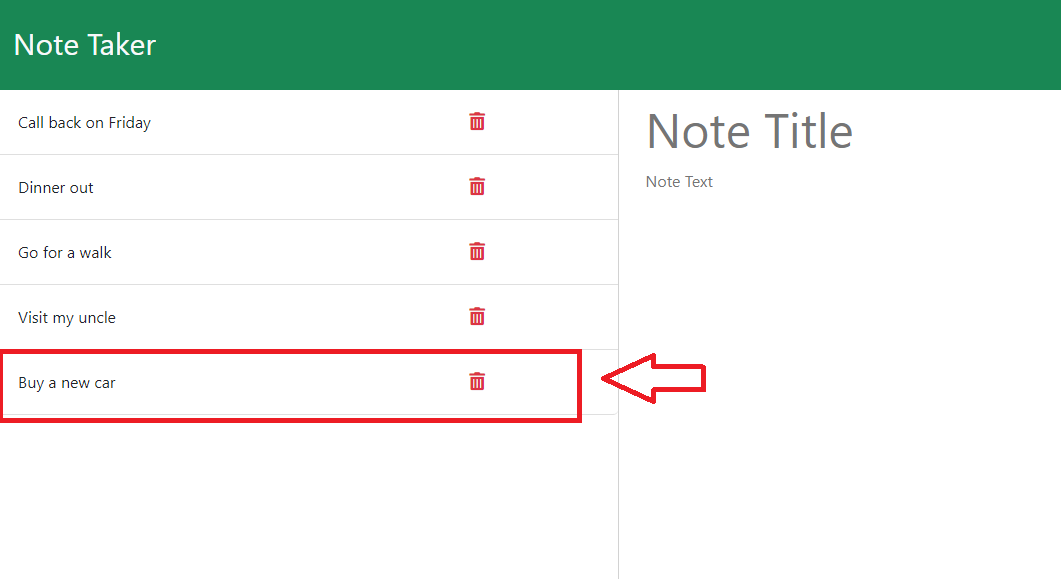 Note Taker
Call back on Friday
Dinner out
Go for a walk
Visit my uncle
Buy a new car
Note Title
Note Text